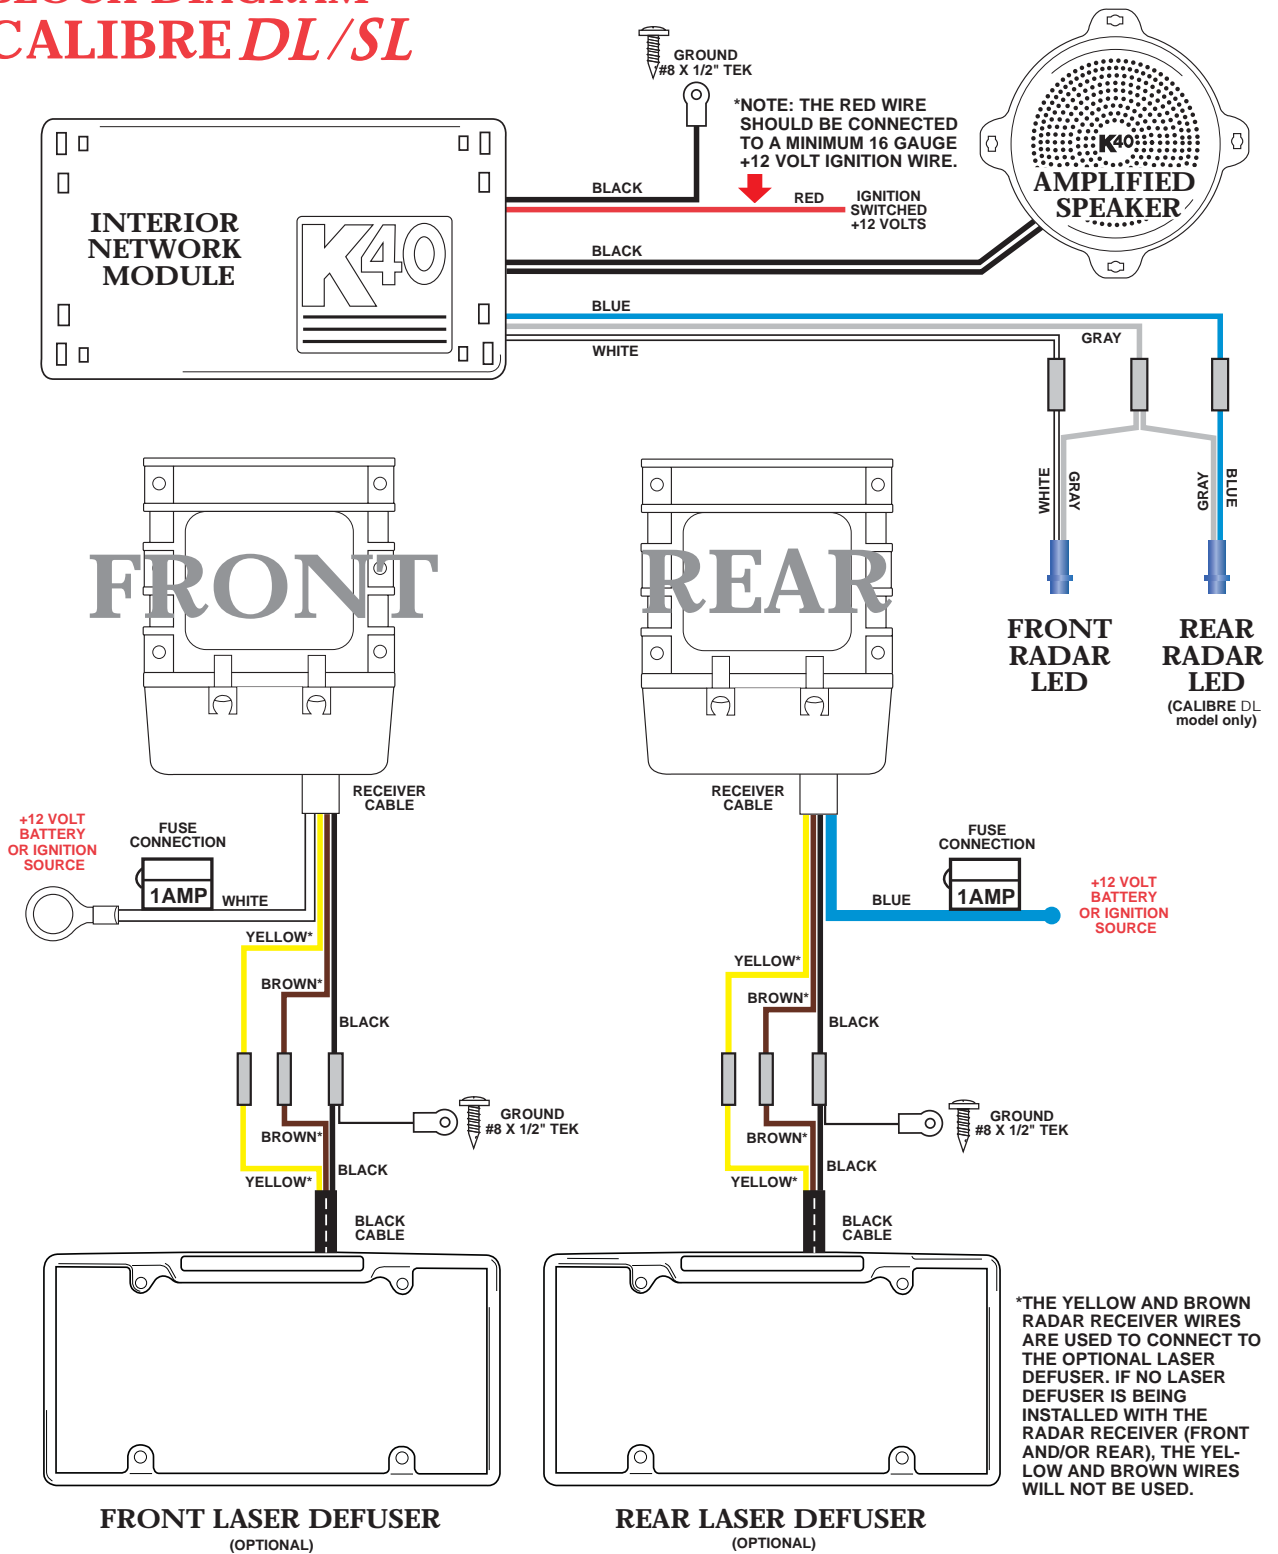 BLOCK DIAGRAM
CALIBRE DL/SL
GROUND
#8 X 1/2" TEK
*NOTE: THE RED WIRE
SHOULD BE CONNECTED
TO A MINIMUM 16 GAUGE
+12 VOLT IGNITION WIRE.
K40
AMPLIFIED
SPEAKER
INTERIOR
NETWORK
MODULE
K40
BLACK
RED
IGNITION
SWITCHED
+12 VOLTS
BLACK
BLUE
WHITE
GRAY
WHITE
GRAY
GRAY
BLUE
FRONT
RADAR
LED
REAR
RADAR
LED
(CALIBRE DL
model only)
FRONT
REAR
RECEIVER
CABLE
RECEIVER
CABLE
+12 VOLT
BATTERY
OR IGNITION
SOURCE
FUSE
CONNECTION
1AMP
WHITE
YELLOW*
BROWN*
BLACK
GROUND
#8 X 1/2" TEK
BROWN*
BLACK
YELLOW*
BLACK
CABLE
FUSE
CONNECTION
1AMP
BLUE
+12 VOLT
BATTERY
OR IGNITION
SOURCE
YELLOW*
BROWN*
BLACK
GROUND
#8 X 1/2" TEK
BROWN*
BLACK
YELLOW*
BLACK
CABLE
*THE YELLOW AND BROWN
RADAR RECEIVER WIRES
ARE USED TO CONNECT TO
THE OPTIONAL LASER
DEFUSER. IF NO LASER
DEFUSER IS BEING
INSTALLED WITH THE
RADAR RECEIVER (FRONT
AND/OR REAR), THE YEL-
LOW AND BROWN WIRES
WILL NOT BE USED.
FRONT LASER DEFUSER
(OPTIONAL)
REAR LASER DEFUSER
(OPTIONAL)